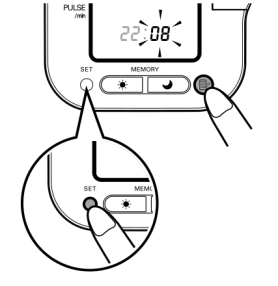 PULSE
/min
22:08
SET
MEMORY
SET
MEMO